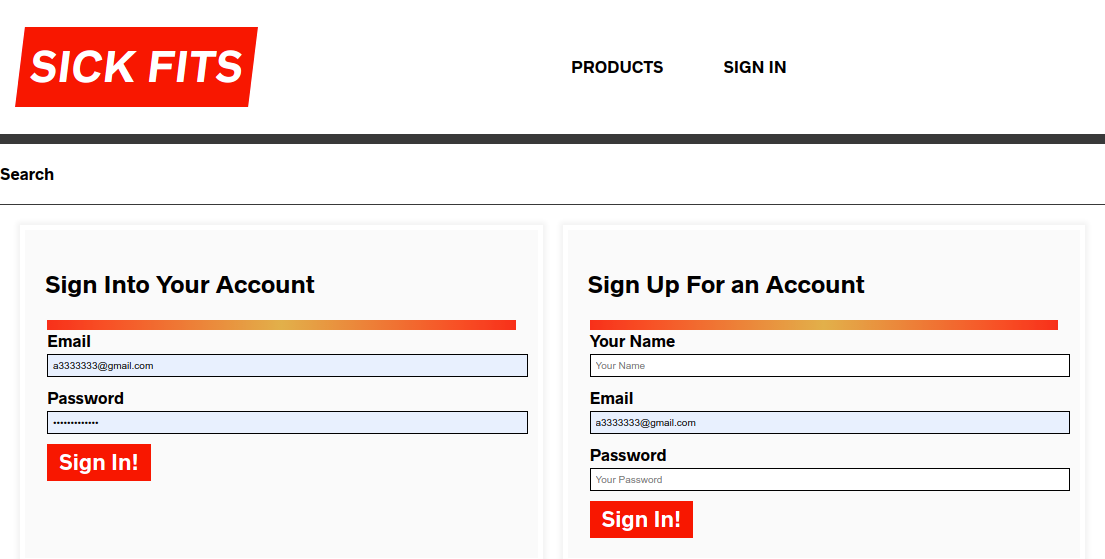 SICK FITS
PRODUCTS SIGN IN
Search
Sign Into Your Account
Email
a3333333@gmail.com
Password
•••••••••••••
Sign In!
Sign Up For an Account
Your Name
Your Name
Email
a3333333@gmail.com
Password
Your Password
Sign In!